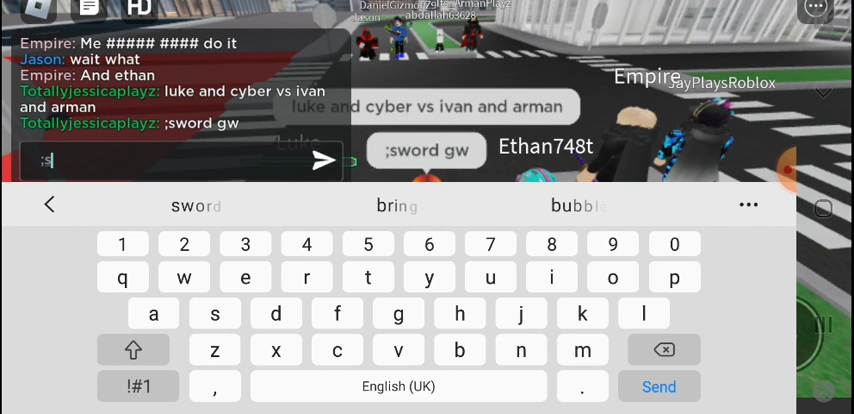 HD
DanielGizmo
ArmanPlayz
Jason
abdallah63628
Empire: Me ##### #### do it
Jason: wait what
Empire: And ethan
Totallyjessicaplayz: luke and cyber vs ivan
and arman
Totallyjessicaplayz: ;sword gw
Empire
JayPlaysRoblox
luke and cyber vs ivan and arman
Luke
;sword gw
Ethan748t
;s
sword
bring
bubble
1 2 3 4 5 6 7 8 9 0
q w e r t y u i o p
a s d f g h j k l
z x c v b n m
!#1 , English (UK) . Send